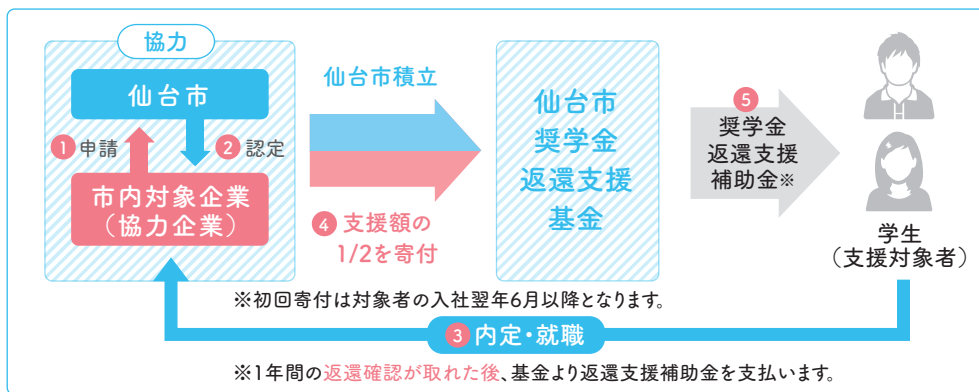 協力
仙台市
1 申請
2 認定
市内対象企業
（協力企業）
仙台市積立
4 支援額の
1/2を寄付
仙台市
奨学金
返還支援
基金
5
奨学金
返還支援
補助金※
学生
（支援対象者）
※初回寄付は対象者の入社翌年6月以降となります。
3 内定・就職
※1年間の返還確認が取れた後、基金より返還支援補助金を支払います。